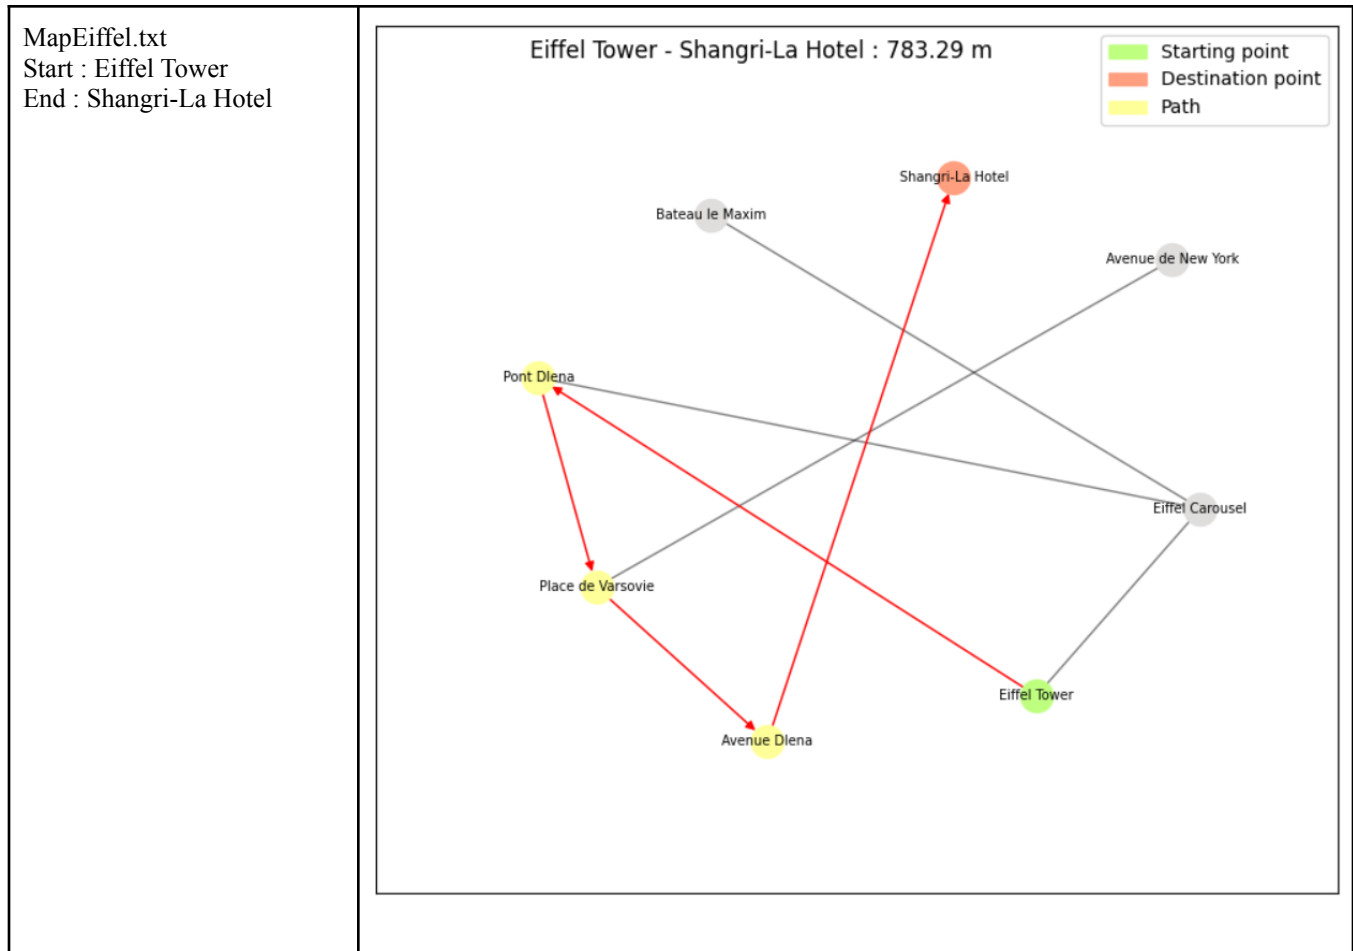 MapEiffel.txt
Start : Eiffel Tower
End : Shangri-La Hotel
Eiffel Tower - Shangri-La Hotel : 783.29 m
Starting point
Destination point
Path
Shangri-La Hotel
Bateau le Maxim
Avenue de New York
Pont DIena
Eiffel Carousel
Place de Varsovie
Eiffel Tower
Avenue DIena